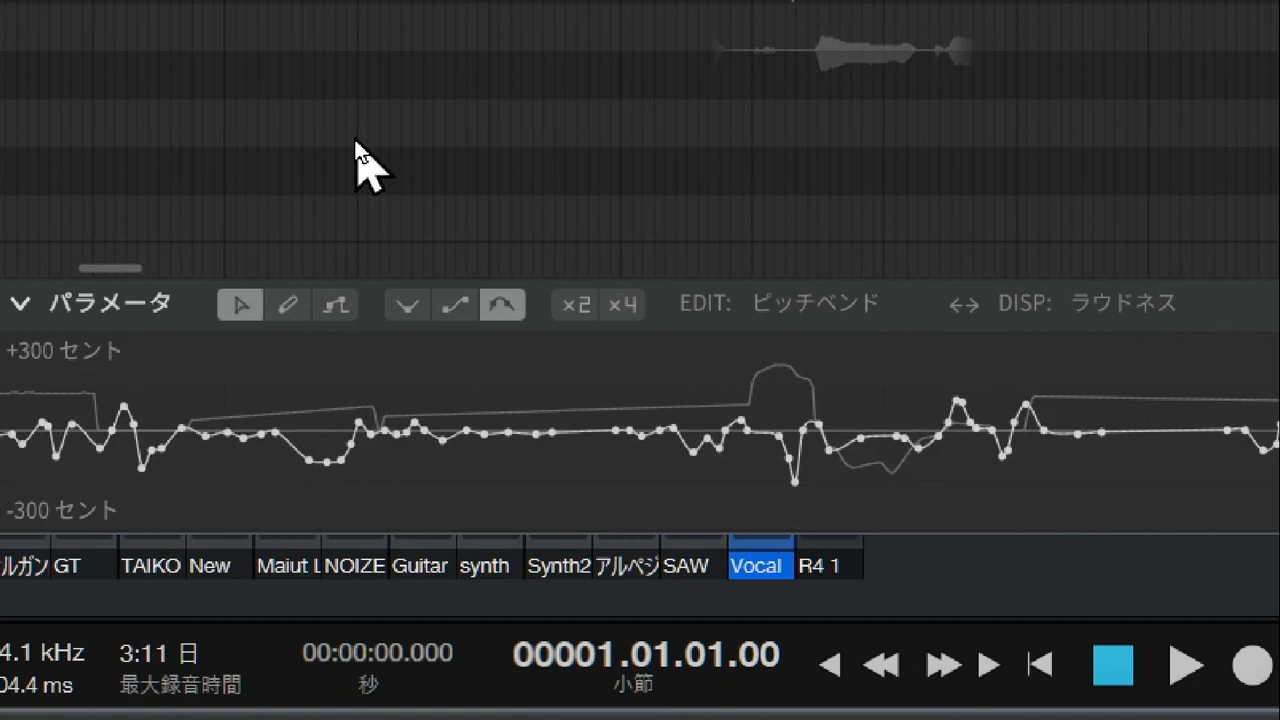 パラメータ ×2 ×4 EDIT: ピッチベンド DISP: ラウドネス
+300 セント
-300 セント
ルガン GT TAIKO New Maiut L NOIZE Guitar synth Synth2 アルペジ SAW Vocal R4 1
4.1 kHz 3:11 日 00:00:00.000 00001.01.01.00
04.4 ms 最大録音時間 秒 小節